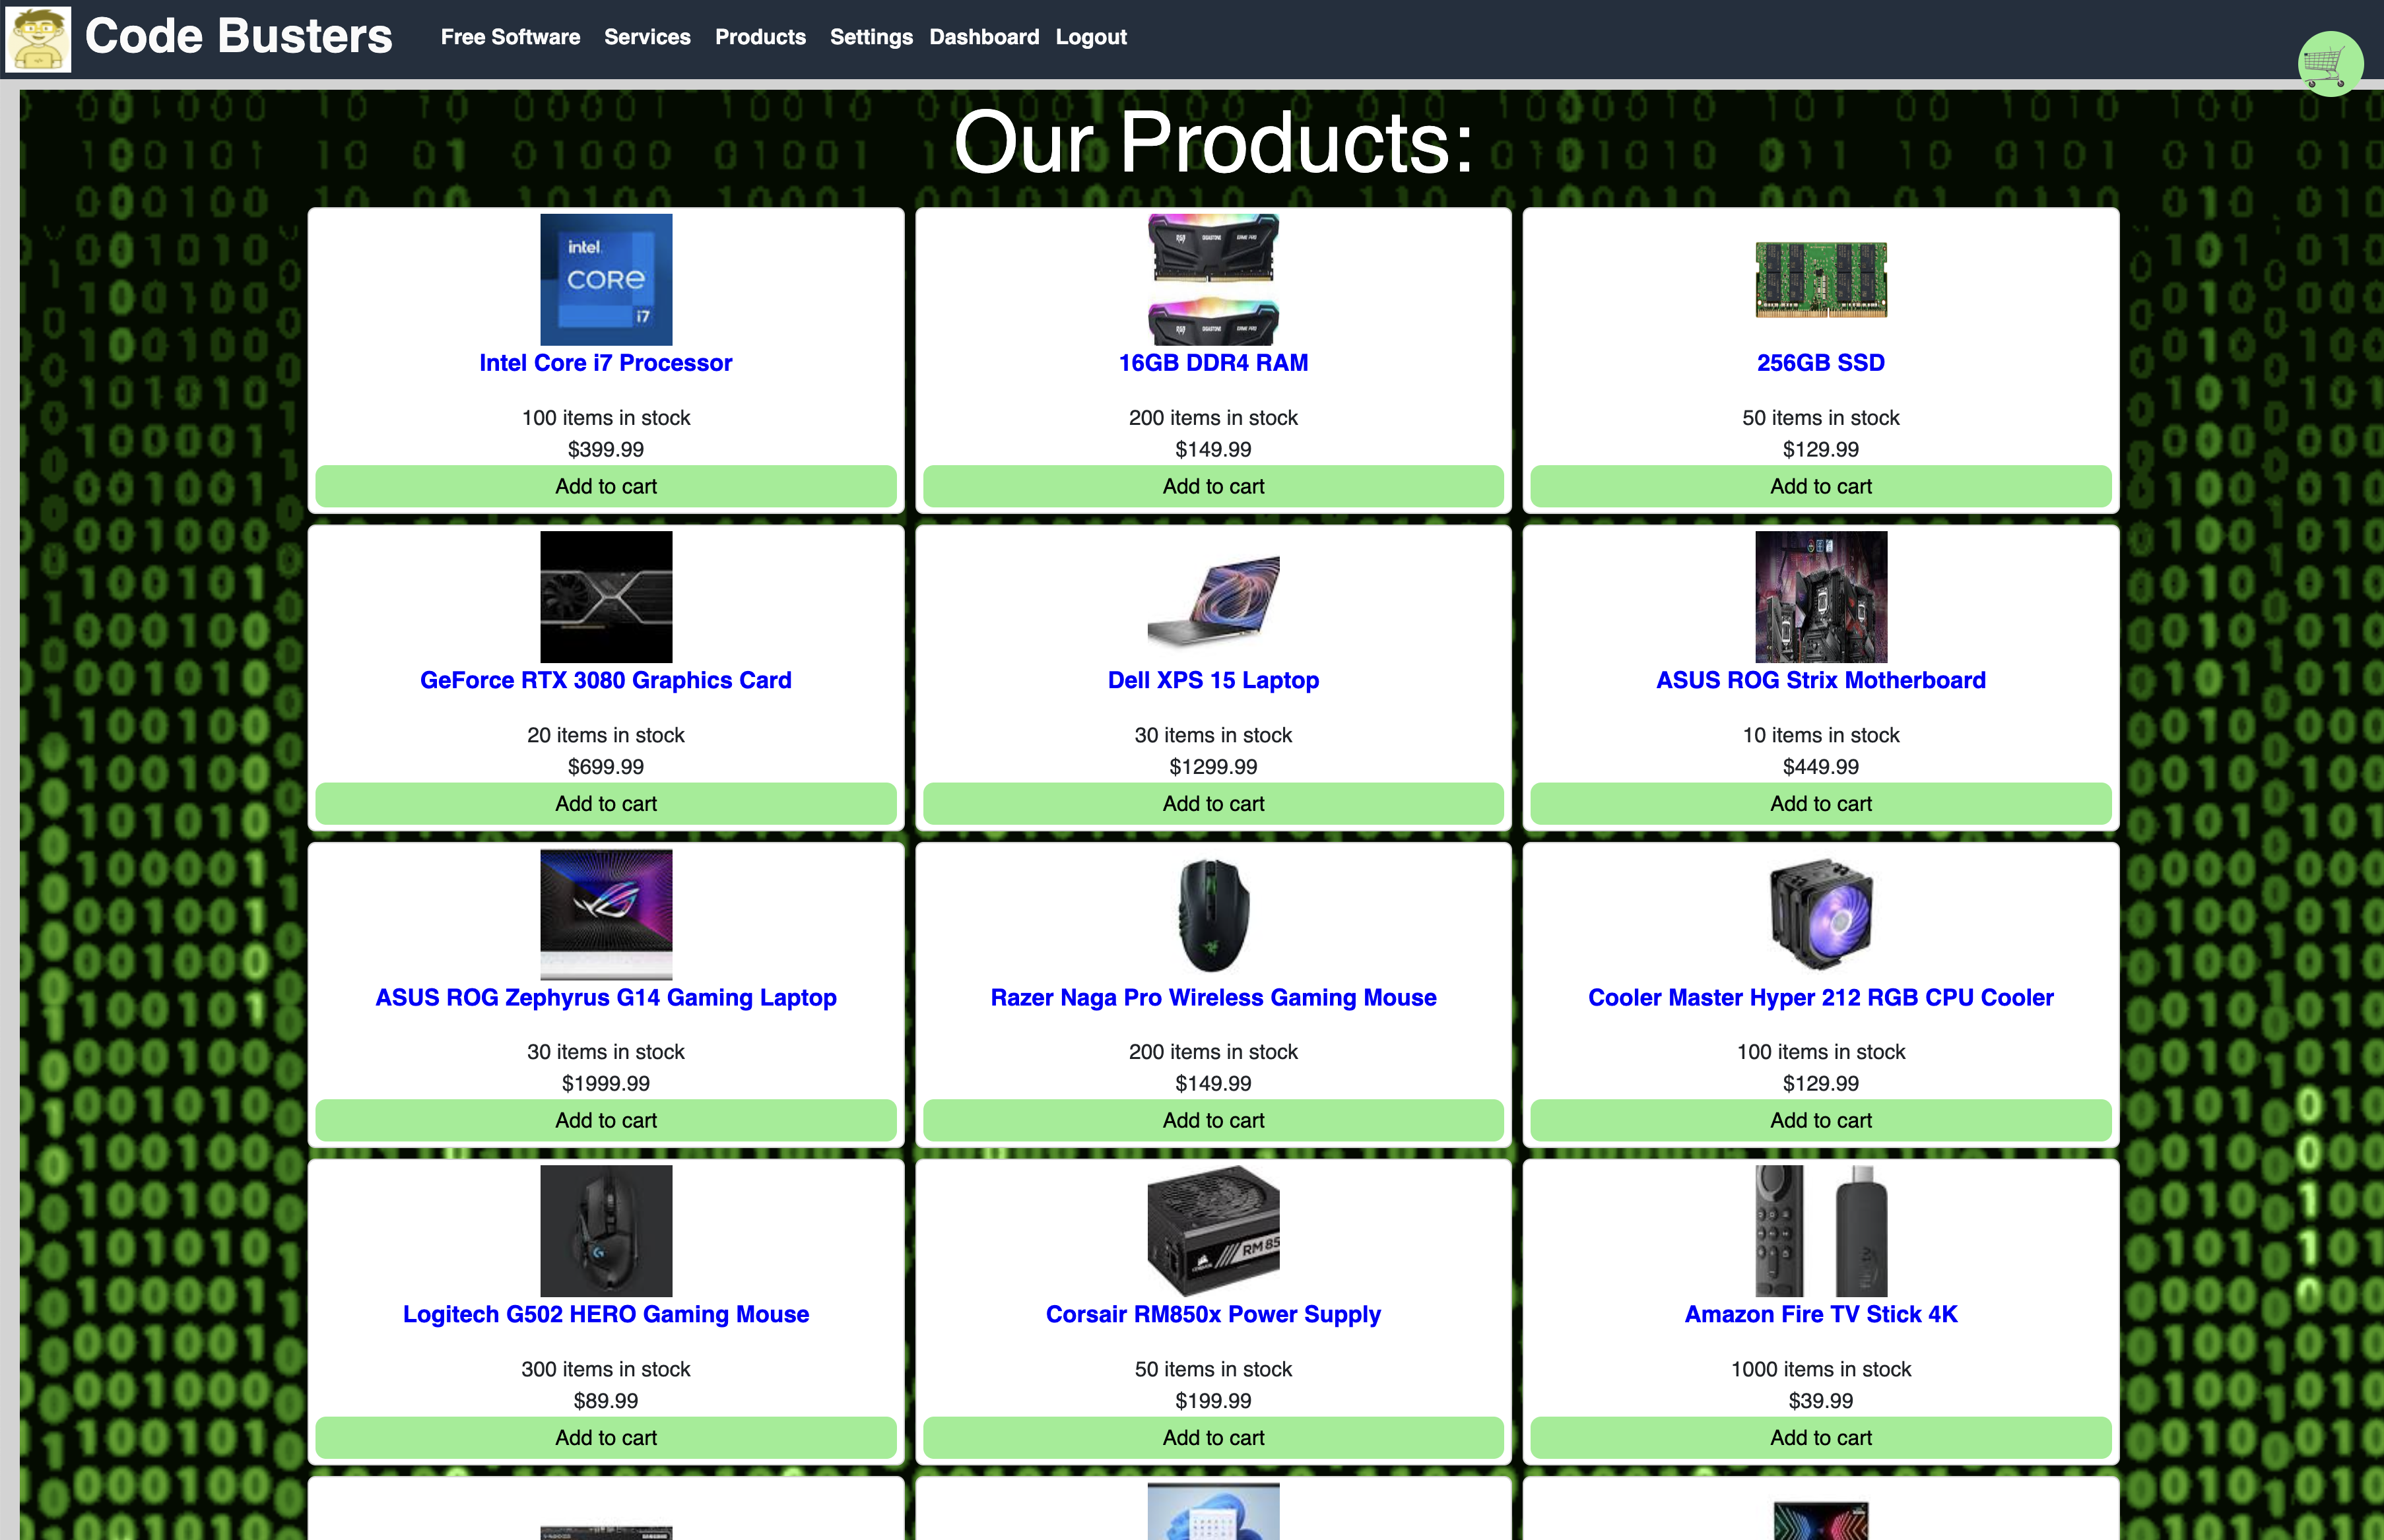 Code Busters
Free Software Services Products Settings Dashboard Logout
Our Products:
intel
CORE
i7
Intel Core i7 Processor
100 items in stock
$399.99
Add to cart
16GB DDR4 RAM
200 items in stock
$149.99
Add to cart
256GB SSD
50 items in stock
$129.99
Add to cart
GeForce RTX 3080 Graphics Card
20 items in stock
$699.99
Add to cart
Dell XPS 15 Laptop
30 items in stock
$1299.99
Add to cart
ASUS ROG Strix Motherboard
10 items in stock
$449.99
Add to cart
ASUS ROG Zephyrus G14 Gaming Laptop
30 items in stock
$1999.99
Add to cart
Razer Naga Pro Wireless Gaming Mouse
200 items in stock
$149.99
Add to cart
Cooler Master Hyper 212 RGB CPU Cooler
100 items in stock
$129.99
Add to cart
Logitech G502 HERO Gaming Mouse
300 items in stock
$89.99
Add to cart
RM85
Corsair RM850x Power Supply
50 items in stock
$199.99
Add to cart
Amazon Fire TV Stick 4K
1000 items in stock
$39.99
Add to cart